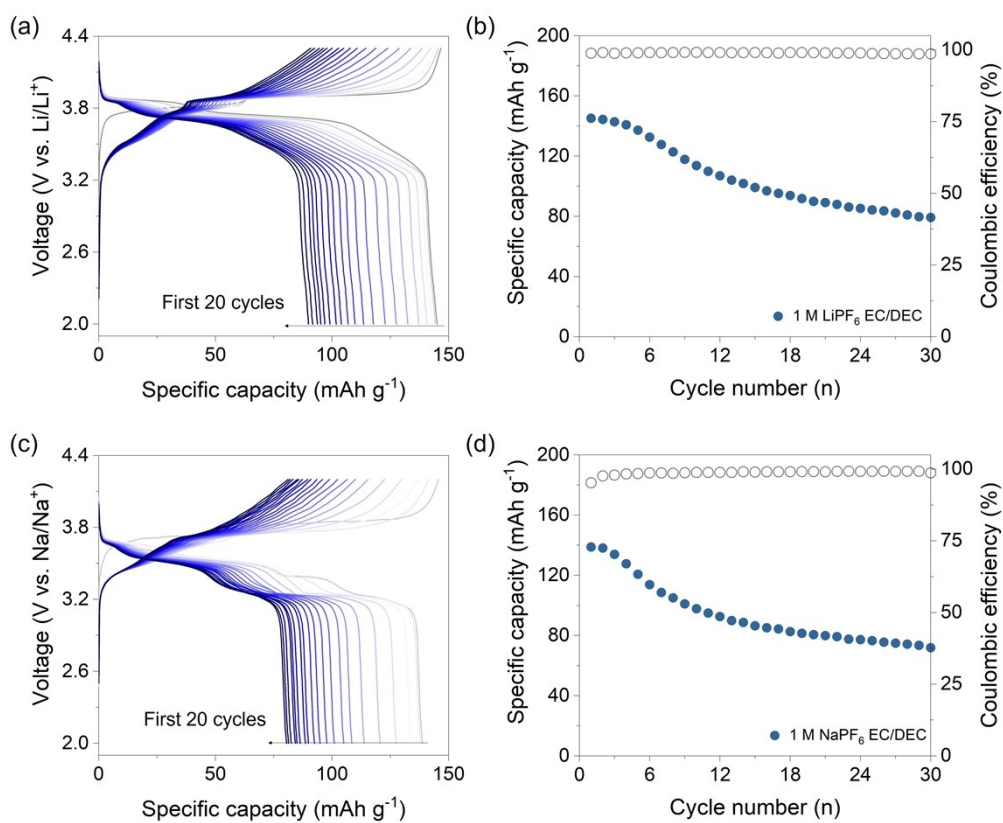 (a)
4.4
3.8
3.2
2.6
2.0
Voltage (V vs. Li/Li⁺)
First 20 cycles
0 50 100 150
Specific capacity (mAh g⁻¹)
(b)
200
160
120
80
40
0
Specific capacity (mAh g⁻¹)
100
75
50
25
0
Coulombic efficiency (%)
1 M LiPF₆ EC/DEC
0 6 12 18 24 30
Cycle number (n)
(c)
4.4
3.8
3.2
2.6
2.0
Voltage (V vs. Na/Na⁺)
First 20 cycles
0 50 100 150
Specific capacity (mAh g⁻¹)
(d)
200
160
120
80
40
0
Specific capacity (mAh g⁻¹)
100
75
50
25
0
Coulombic efficiency (%)
1 M NaPF₆ EC/DEC
0 6 12 18 24 30
Cycle number (n)